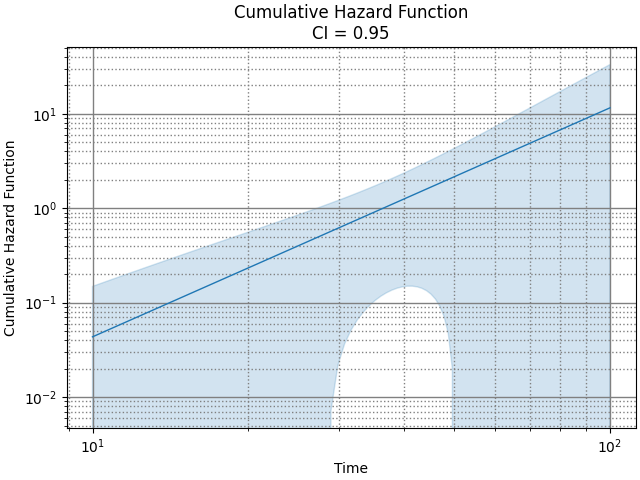 Cumulative Hazard Function
CI = 0.95
Cumulative Hazard Function
10¹
10⁰
10⁻¹
10⁻²
10¹
10²
Time